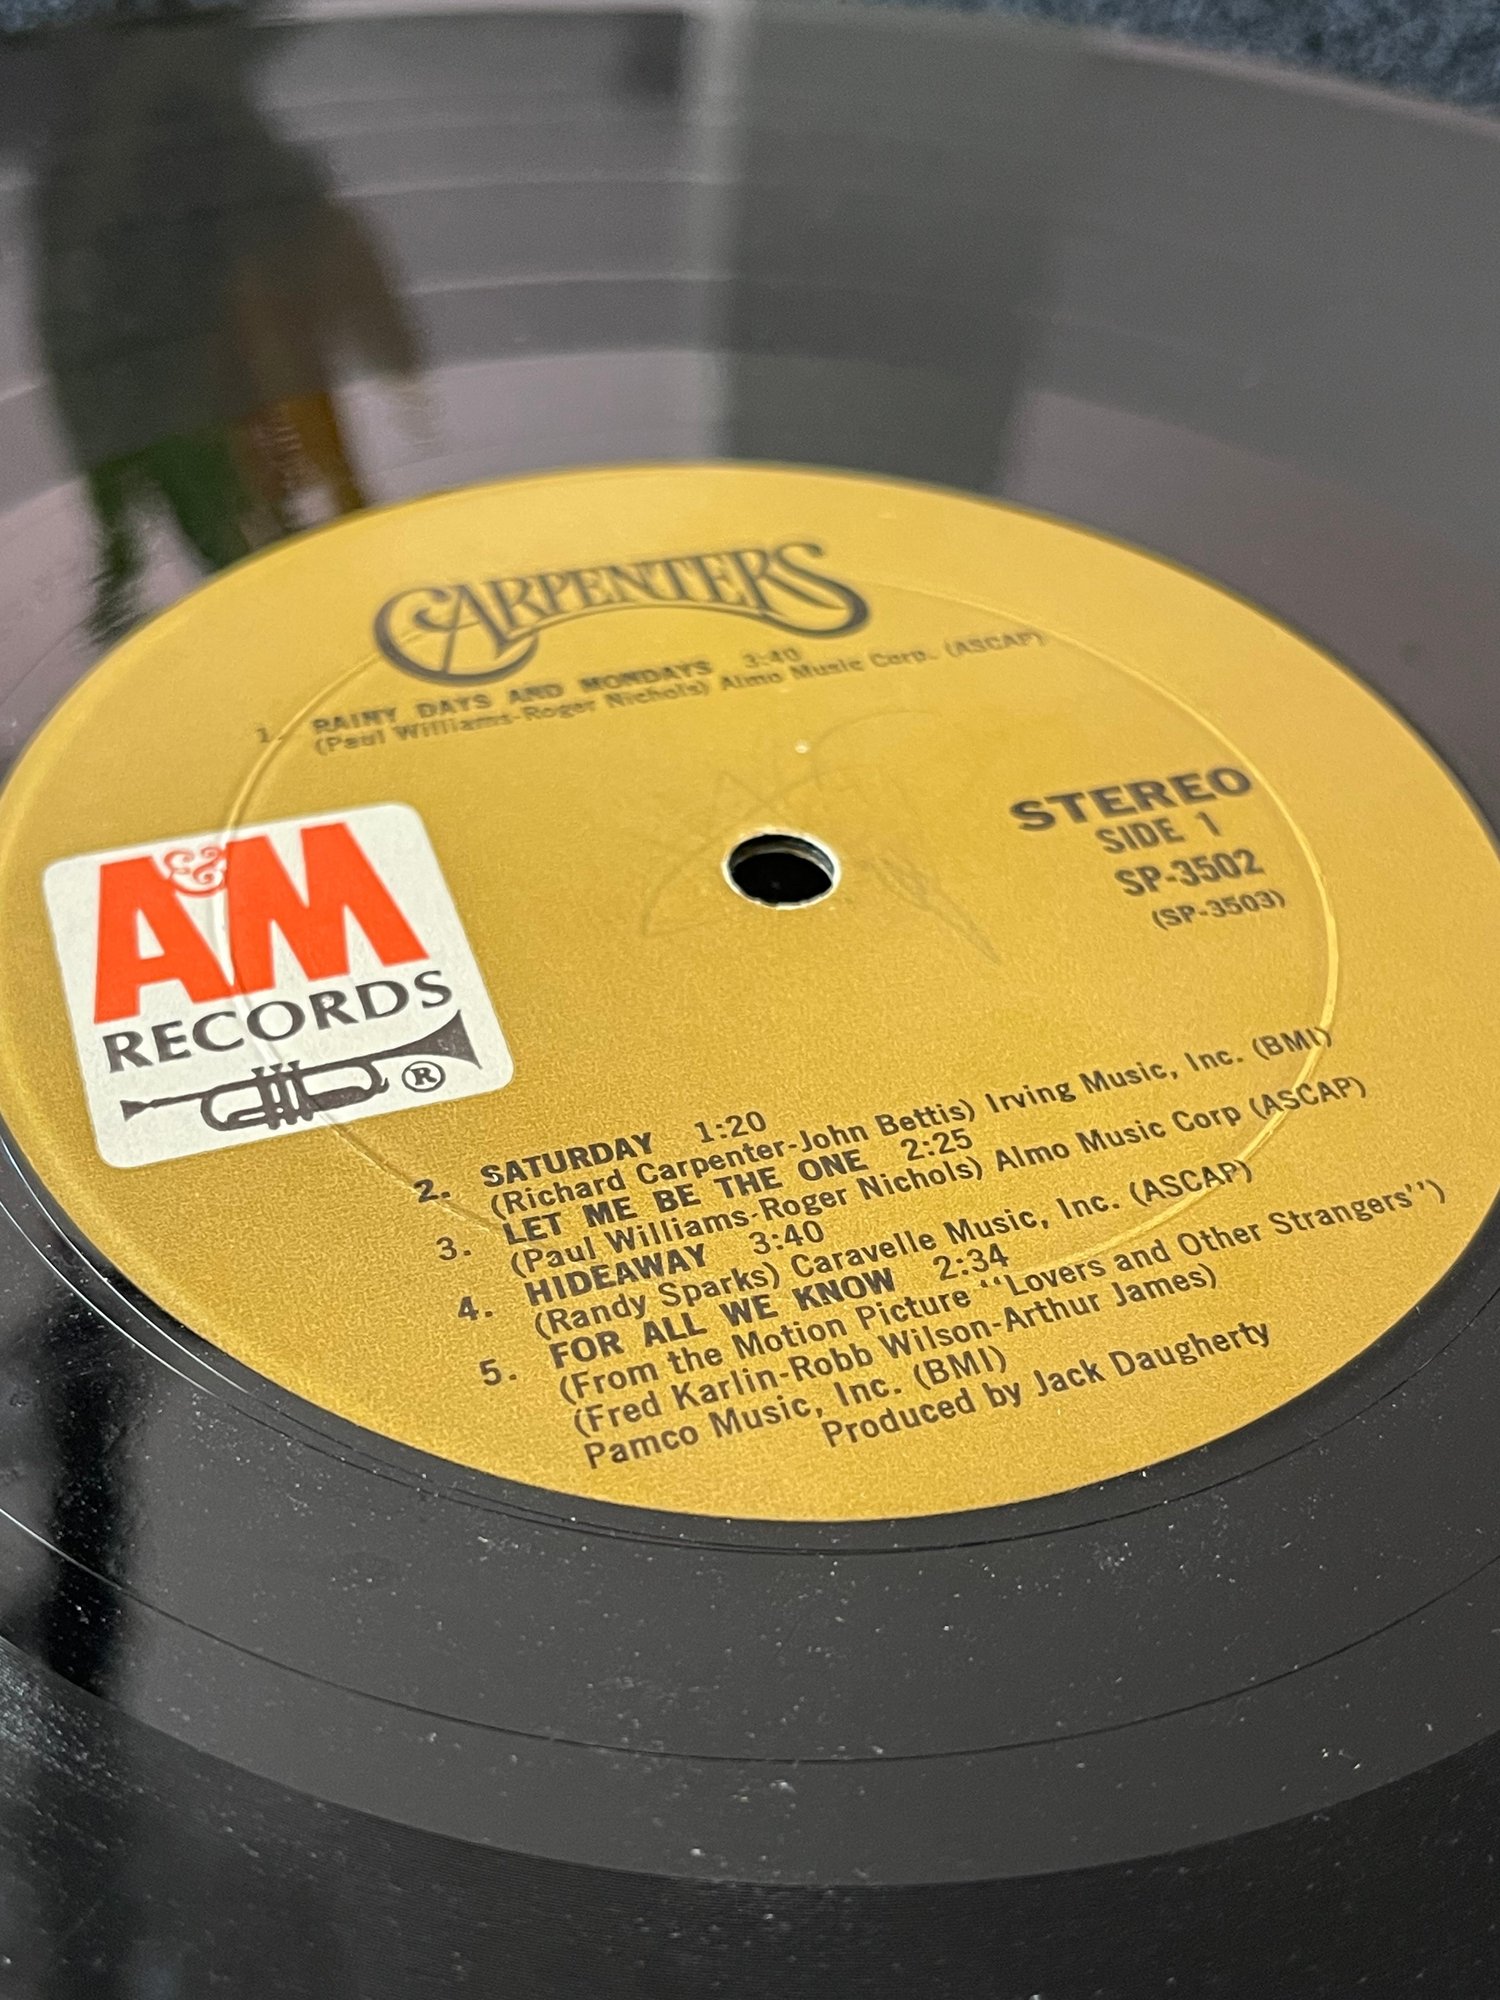 CARPENTERS
1. RAINY DAYS AND MONDAYS 3:40
(Paul Williams-Roger Nichols) Almo Music Corp. (ASCAP)
STEREO
SIDE 1
SP-3502
(SP-3503)
A&M
RECORDS
®
2. SATURDAY 1:20
(Richard Carpenter-John Bettis) Irving Music, Inc. (BMI)
3. LET ME BE THE ONE 2:25
(Paul Williams-Roger Nichols) Almo Music Corp (ASCAP)
4. HIDEAWAY 3:40
(Randy Sparks) Caravelle Music, Inc. (ASCAP)
5. FOR ALL WE KNOW 2:34
(From the Motion Picture "Lovers and Other Strangers")
(Fred Karlin-Robb Wilson-Arthur James)
Pamco Music, Inc. (BMI)
Produced by Jack Daugherty